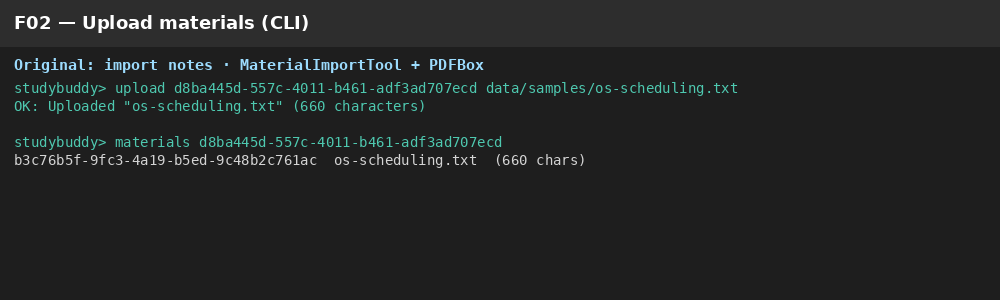 F02 — Upload materials (CLI)
Original: import notes · MaterialImportTool + PDFBox
studybuddy> upload d8ba445d-557c-4011-b461-adf3ad707ecd data/samples/os-scheduling.txt
OK: Uploaded "os-scheduling.txt" (660 characters)
studybuddy> materials d8ba445d-557c-4011-b461-adf3ad707ecd
b3c76b5f-9fc3-4a19-b5ed-9c48b2c761ac  os-scheduling.txt  (660 chars)